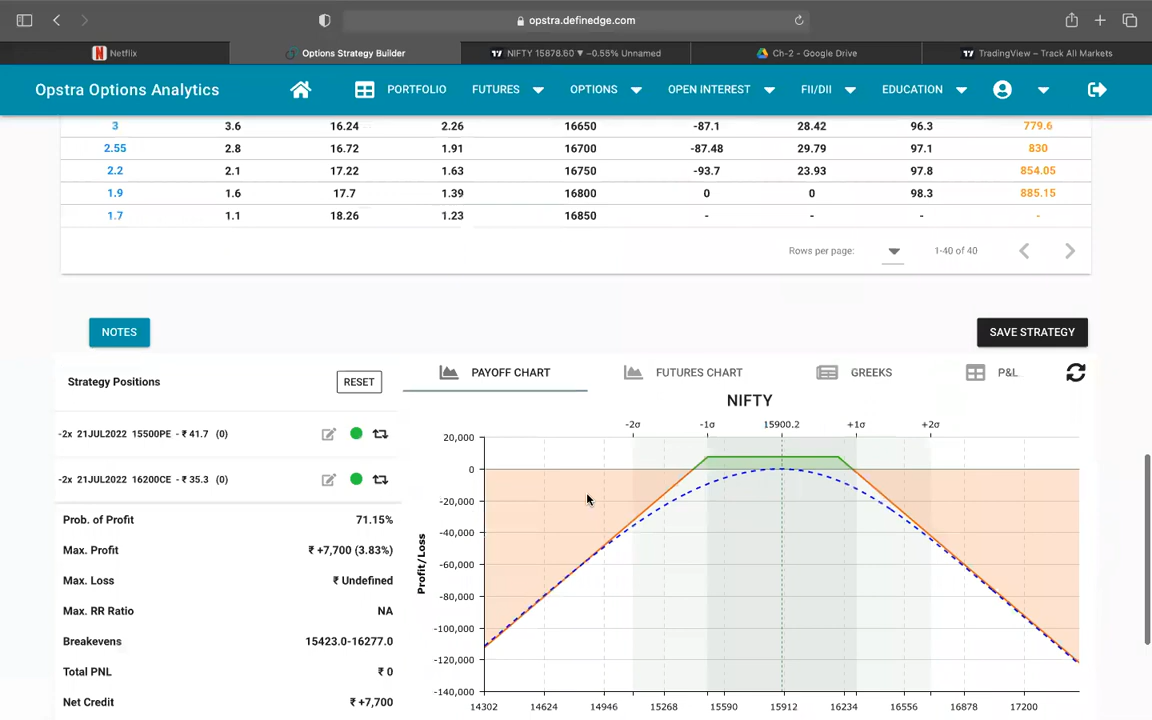 opstra.definedge.com
Netflix
Options Strategy Builder
NIFTY 15878.60 ▼ −0.55% Unnamed
Ch-2 - Google Drive
TradingView – Track All Markets
Opstra Options Analytics
PORTFOLIO
FUTURES
OPTIONS
OPEN INTEREST
FII/DII
EDUCATION
3 3.6 16.24 2.26 16650 -87.1 28.42 96.3 779.6
2.55 2.8 16.72 1.91 16700 -87.48 29.79 97.1 830
2.2 2.1 17.22 1.63 16750 -93.7 23.93 97.8 854.05
1.9 1.6 17.7 1.39 16800 0 0 98.3 885.15
1.7 1.1 18.26 1.23 16850 - - - -
Rows per page:
1-40 of 40
NOTES
SAVE STRATEGY
Strategy Positions
RESET
PAYOFF CHART
FUTURES CHART
GREEKS
P&L
-2x 21JUL2022 15500PE - ₹ 41.7 (0)
-2x 21JUL2022 16200CE - ₹ 35.3 (0)
Prob. of Profit 71.15%
Max. Profit ₹ +7,700 (3.83%)
Max. Loss ₹ Undefined
Max. RR Ratio NA
Breakevens 15423.0-16277.0
Total PNL ₹ 0
Net Credit ₹ +7,700
NIFTY
-2σ -1σ 15900.2 +1σ +2σ
20,000
0
-20,000
-40,000
-60,000
-80,000
-100,000
-120,000
-140,000
Profit/Loss
14302 14624 14946 15268 15590 15912 16234 16556 16878 17200